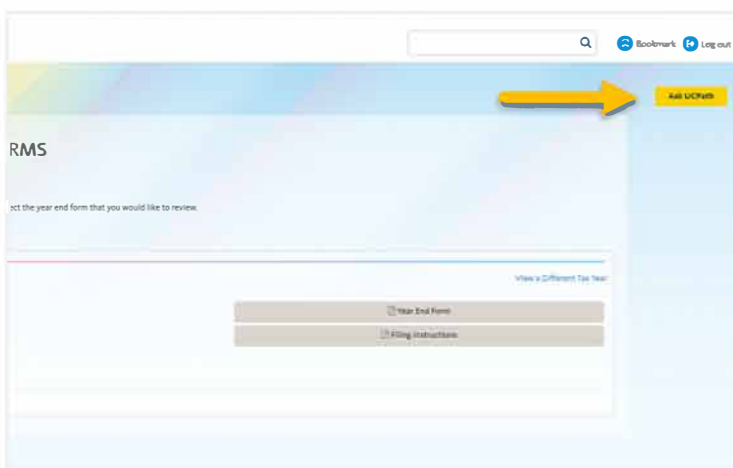 Bookmark Log out
Ask UCPath
RMS
ect the year end form that you would like to review.
View a Different Tax Year
Year End Form
Filing Instructions